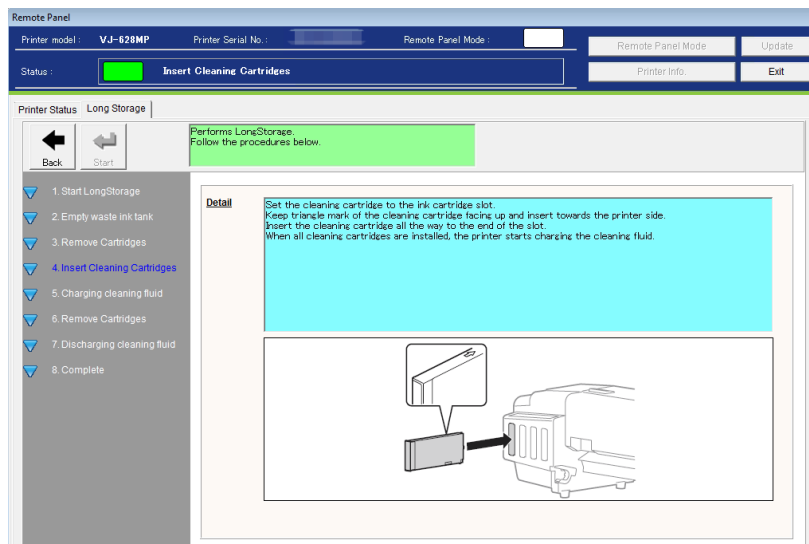 Remote Panel
Printer model : VJ-628MP Printer Serial No. : Remote Panel Mode :
Remote Panel Mode Update
Status : Insert Cleaning Cartridges
Printer Info. Exit
Printer Status Long Storage
Back Start
Performs LongStorage.
Follow the procedures below.
1. Start LongStorage
2. Empty waste ink tank
3. Remove Cartridges
4. Insert Cleaning Cartridges
5. Charging cleaning fluid
6. Remove Cartridges
7. Discharging cleaning fluid
8. Complete
Detail
Set the cleaning cartridge to the ink cartridge slot.
Keep triangle mark of the cleaning cartridge facing up and insert towards the printer side.
Insert the cleaning cartridge all the way to the end of the slot.
When all cleaning cartridges are installed, the printer starts charging the cleaning fluid.